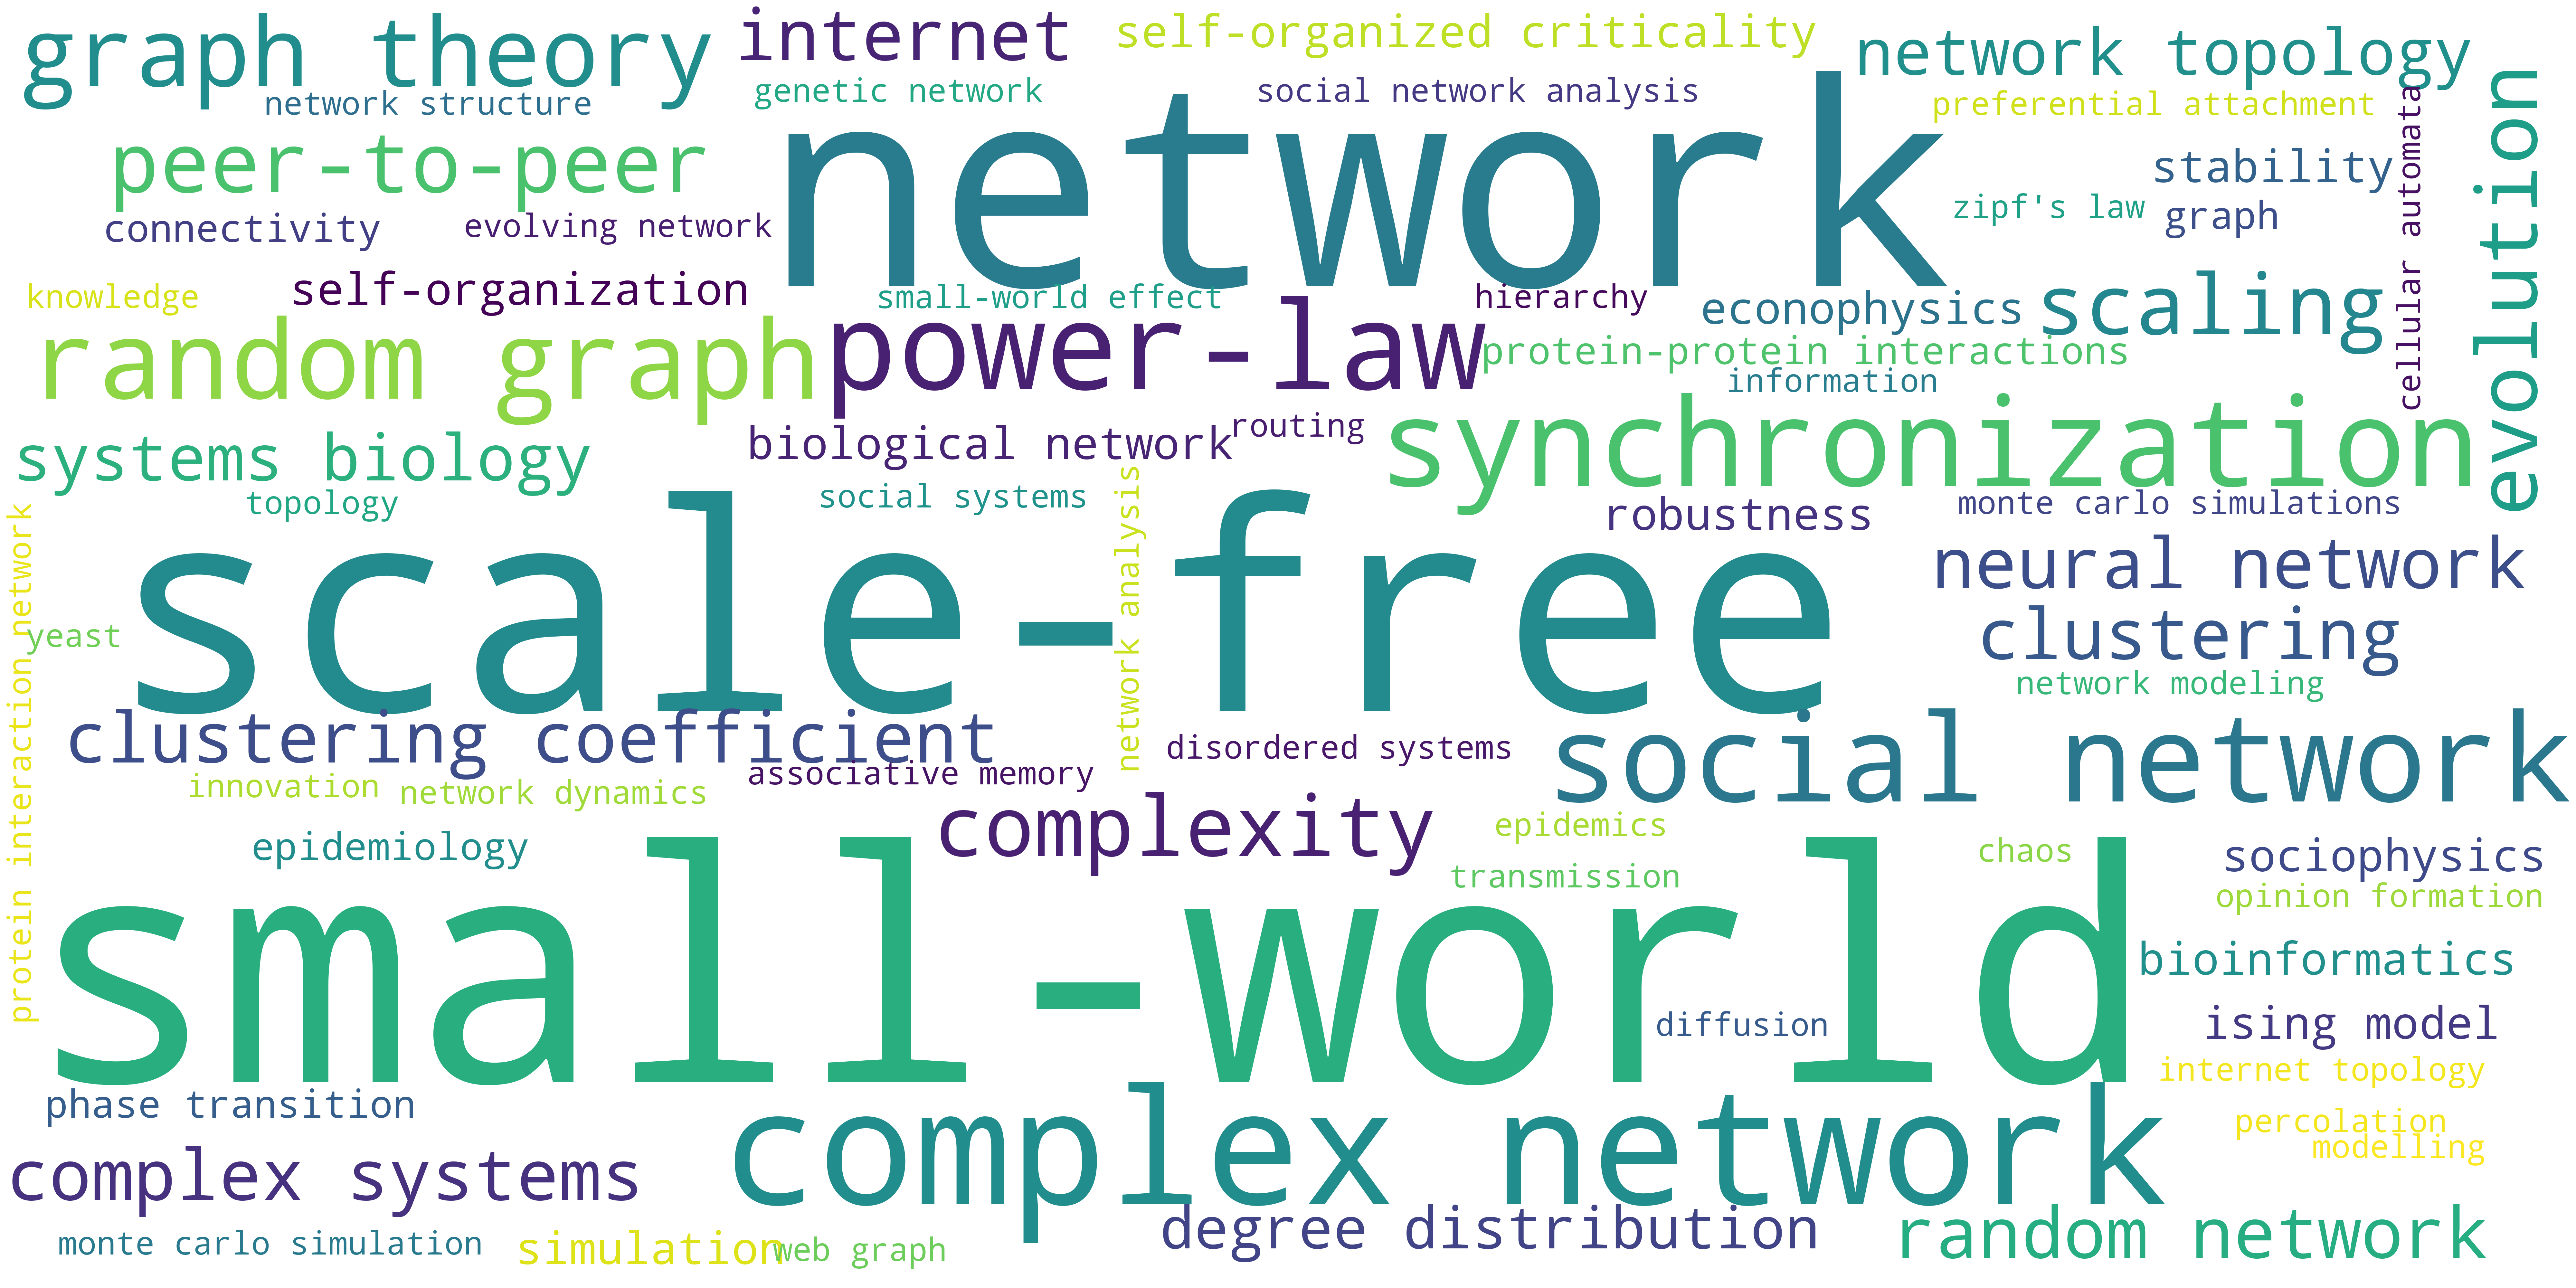 graph theory
internet
self-organized criticality
network topology
network structure
genetic network
social network analysis
preferential attachment
network
evolution
cellular automata
peer-to-peer
stability
zipf's law
graph
connectivity
evolving network
knowledge
self-organization
small-world effect
hierarchy
econophysics
scaling
random graph
power-law
protein-protein interactions
information
routing
synchronization
systems biology
biological network
topology
social systems
network analysis
robustness
monte carlo simulations
protein interaction network
scale-free
neural network
yeast
clustering
network modeling
clustering coefficient
disordered systems
social network
associative memory
innovation
network dynamics
complexity
epidemics
epidemiology
transmission
chaos
sociophysics
opinion formation
small-world
bioinformatics
diffusion
ising model
internet topology
phase transition
complex network
percolation
modelling
complex systems
degree distribution
random network
monte carlo simulation
simulation
web graph